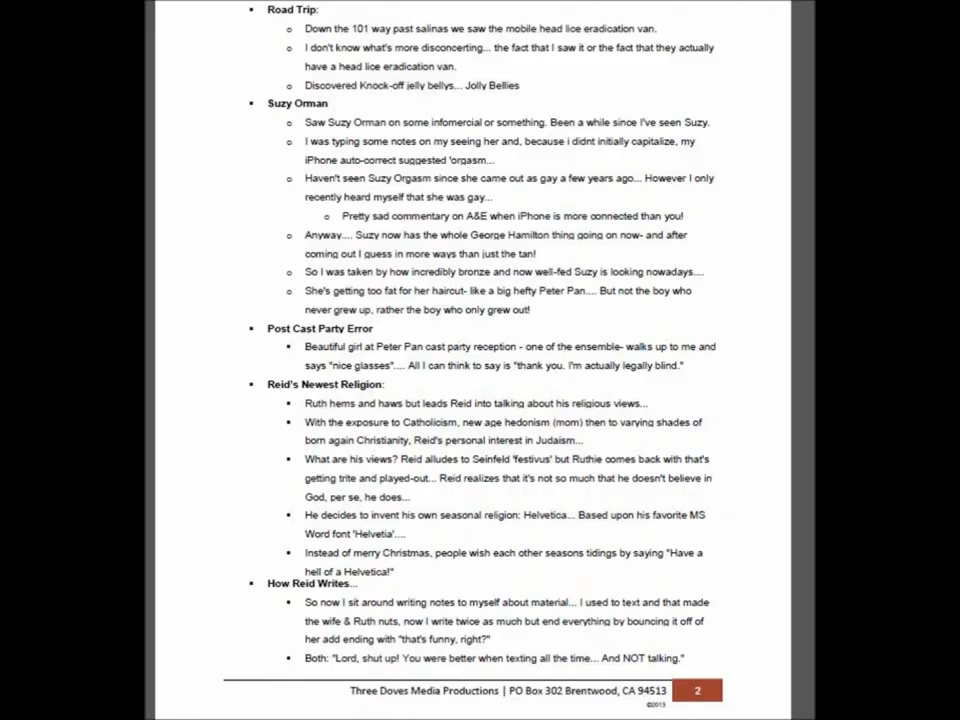 Road Trip:
Down the 101 way past salinas we saw the mobile head lice eradication van.
I don't know what's more disconcerting... the fact that I saw it or the fact that they actually
have a head lice eradication van.
Discovered Knock-off jelly bellys... Jolly Bellies
Suzy Orman
Saw Suzy Orman on some infomercial or something. Been a while since I've seen Suzy.
I was typing some notes on my seeing her and, because i didnt initially capitalize, my
iPhone auto-correct suggested 'orgasm...
Haven't seen Suzy Orgasm since she came out as gay a few years ago... However I only
recently heard myself that she was gay...
Pretty sad commentary on A&E when iPhone is more connected than you!
Anyway.... Suzy now has the whole George Hamilton thing going on now- and after
coming out I guess in more ways than just the tan!
So I was taken by how incredibly bronze and now well-fed Suzy is looking nowadays....
She's getting too fat for her haircut- like a big hefty Peter Pan.... But not the boy who
never grew up, rather the boy who only grew out!
Post Cast Party Error
Beautiful girl at Peter Pan cast party reception - one of the ensemble- walks up to me and
says "nice glasses".... All I can think to say is "thank you. I'm actually legally blind."
Reid's Newest Religion:
Ruth hems and haws but leads Reid into talking about his religious views...
With the exposure to Catholicism, new age hedonism (mom) then to varying shades of
born again Christianity, Reid's personal interest in Judaism...
What are his views? Reid alludes to Seinfeld 'festivus' but Ruthie comes back with that's
getting trite and played-out... Reid realizes that it's not so much that he doesn't believe in
God, per se, he does...
He decides to invent his own seasonal religion: Helvetica... Based upon his favorite MS
Word font 'Helvetia'....
Instead of merry Christmas, people wish each other seasons tidings by saying "Have a
hell of a Helvetica!"
How Reid Writes...
So now I sit around writing notes to myself about material... I used to text and that made
the wife & Ruth nuts, now I write twice as much but end everything by bouncing it off of
her add ending with "that's funny, right?"
Both: "Lord, shut up! You were better when texting all the time... And NOT talking."
Three Doves Media Productions | PO Box 302 Brentwood, CA 94513 2
©2013